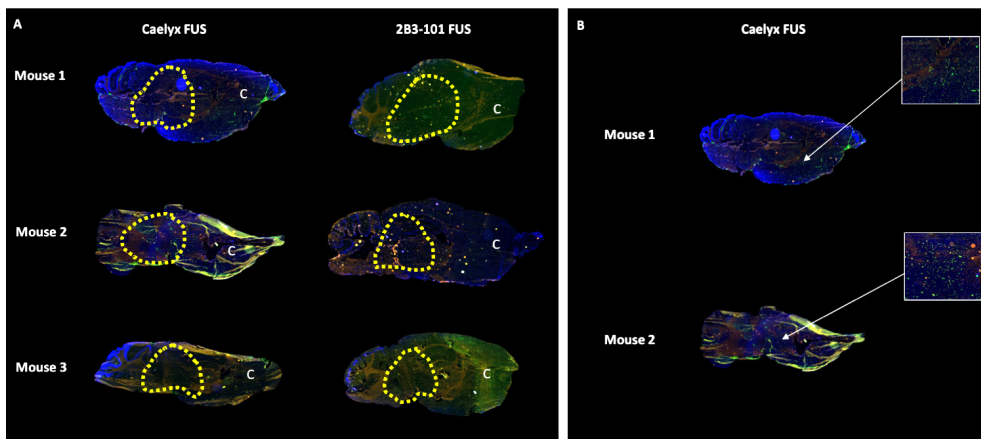 A
Caelyx FUS
2B3-101 FUS
Mouse 1
C
C
Mouse 2
C
C
Mouse 3
C
C
B
Caelyx FUS
Mouse 1
Mouse 2